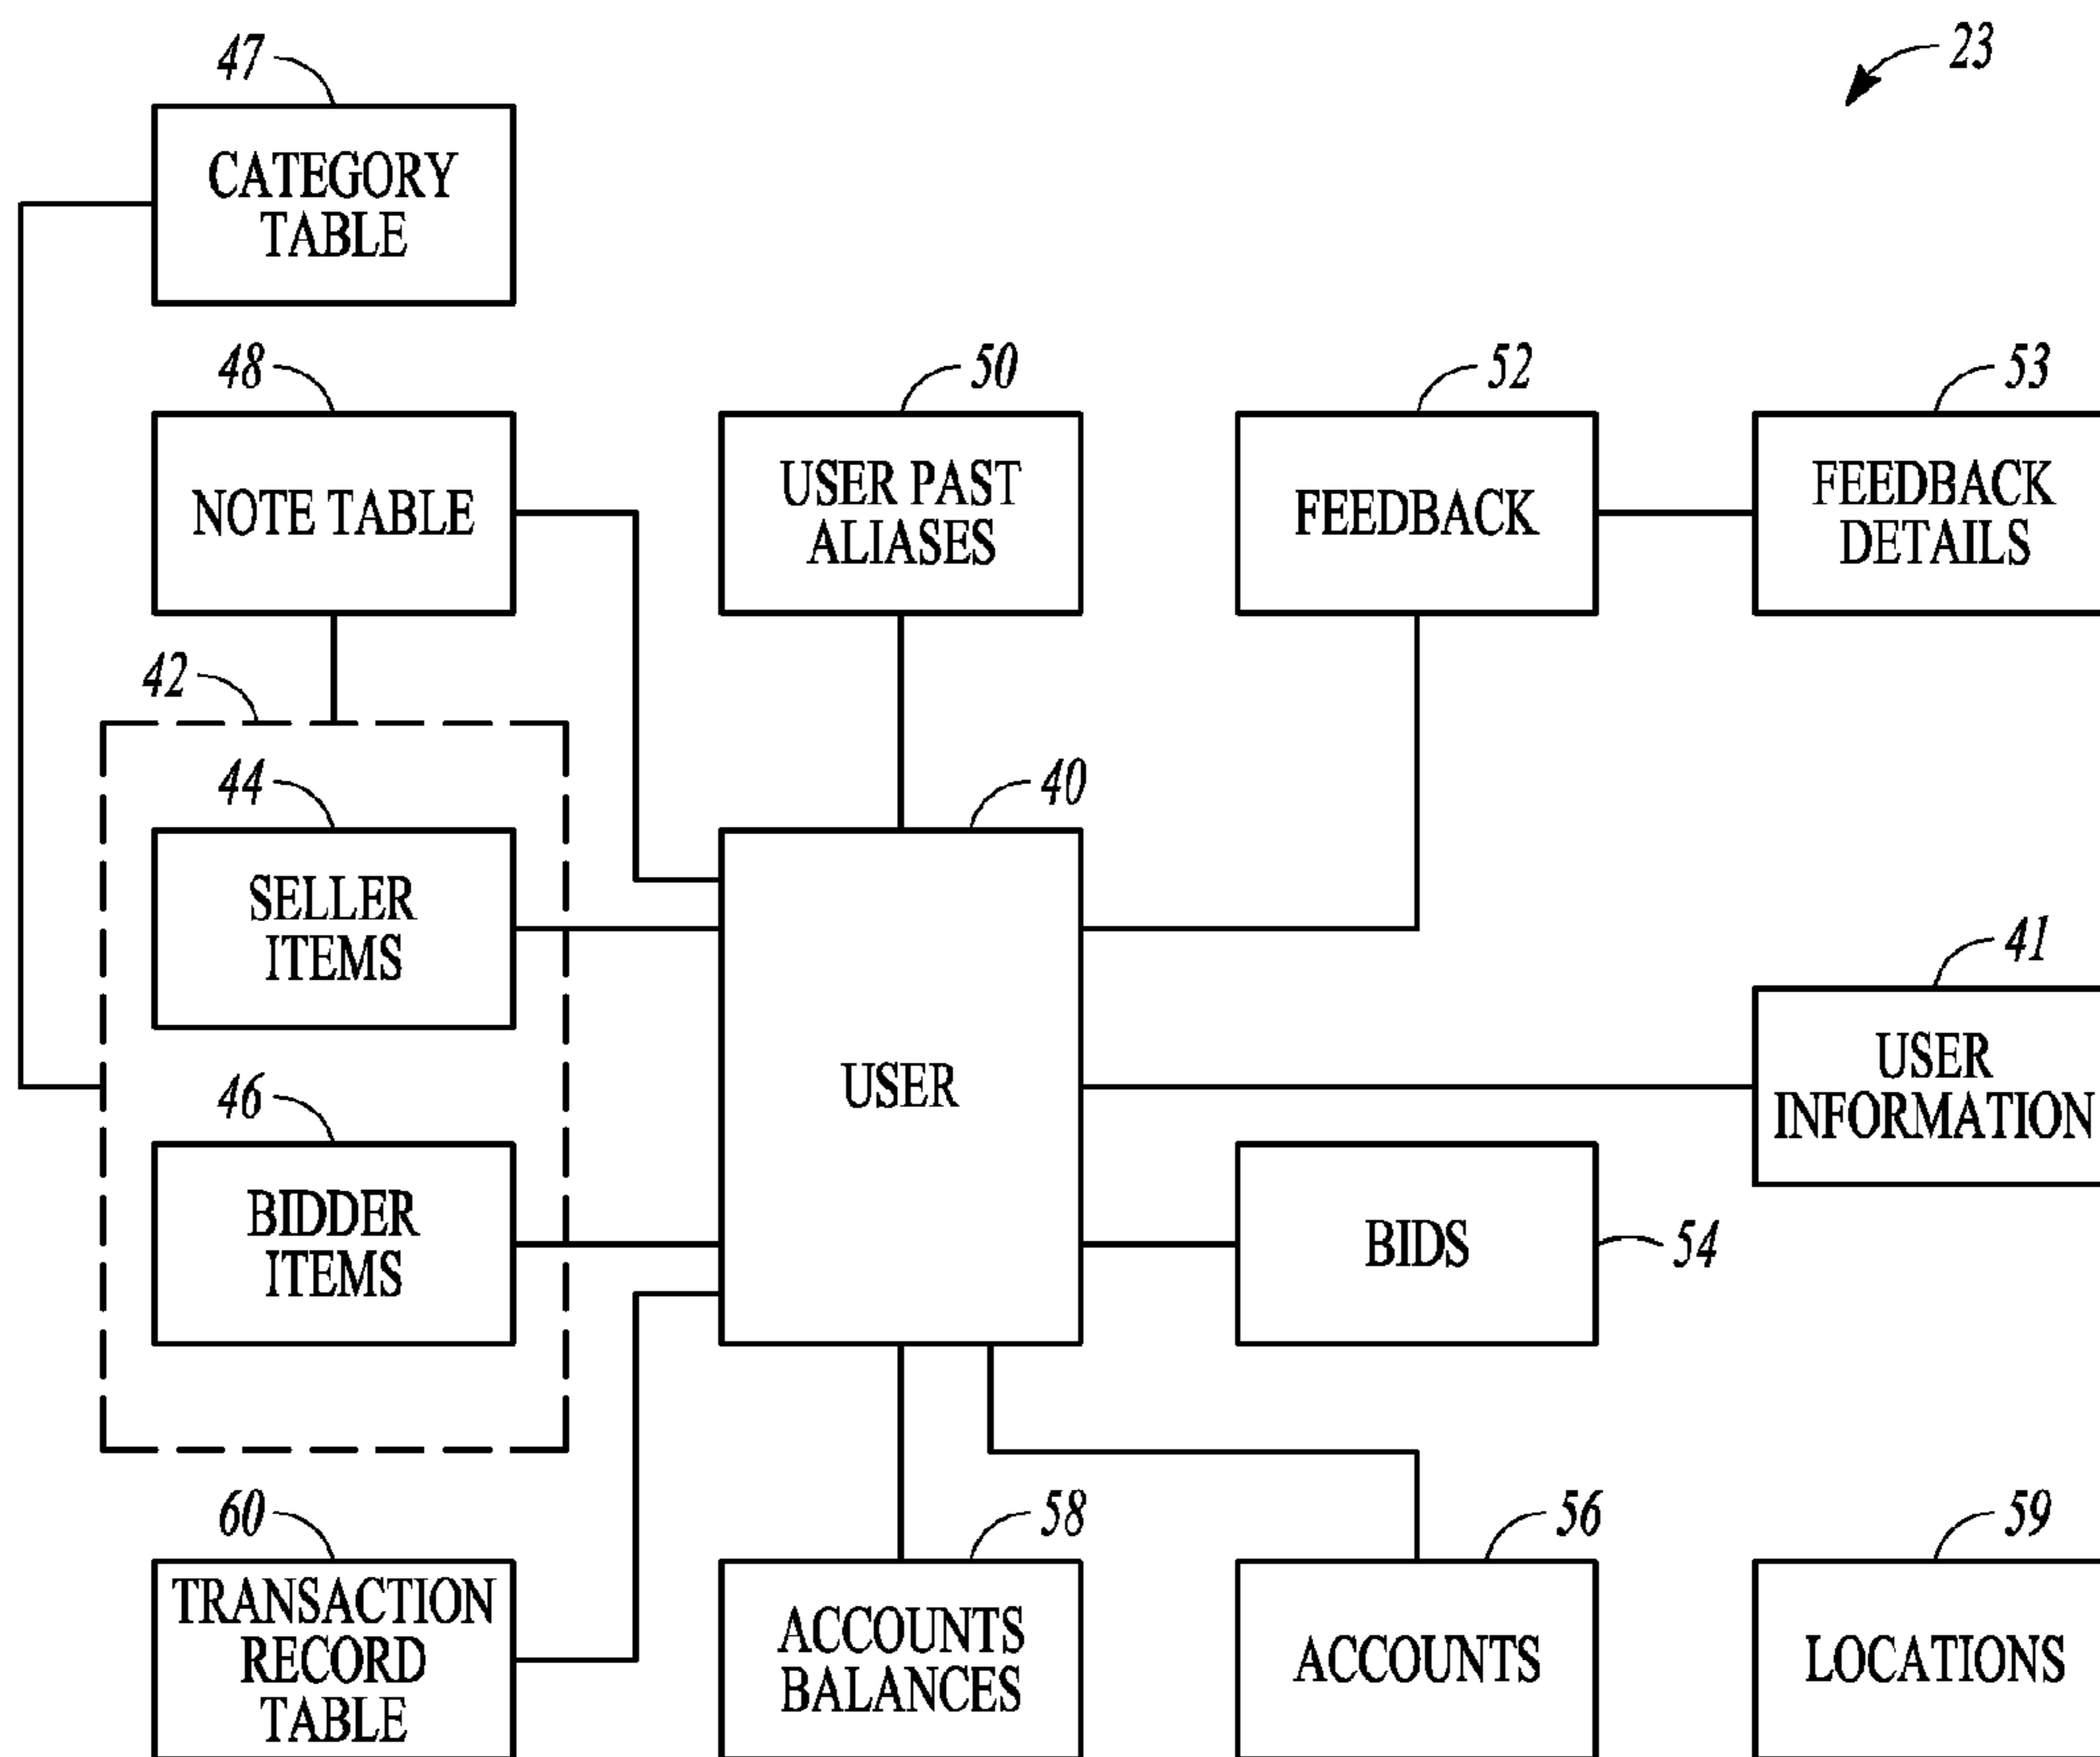 23
47
CATEGORY
TABLE
48
NOTE TABLE
50
USER PAST
ALIASES
52
FEEDBACK
53
FEEDBACK
DETAILS
42
44
SELLER
ITEMS
40
USER
41
USER
INFORMATION
46
BIDDER
ITEMS
BIDS
54
60
TRANSACTION
RECORD
TABLE
58
ACCOUNTS
BALANCES
56
ACCOUNTS
59
LOCATIONS